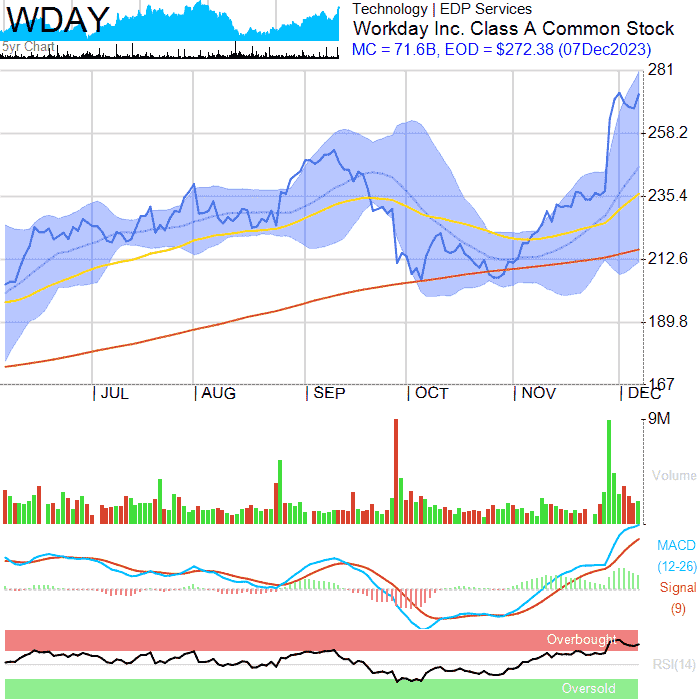 WDAY
5yr Chart
Technology | EDP Services
Workday Inc. Class A Common Stock
MC = 71.6B, EOD = $272.38 (07Dec2023)
281
258.2
235.4
212.6
189.8
167
JUL AUG SEP OCT NOV DEC
9M
Volume
MACD
(12-26)
Signal
(9)
Overbought
RSI(14)
Oversold